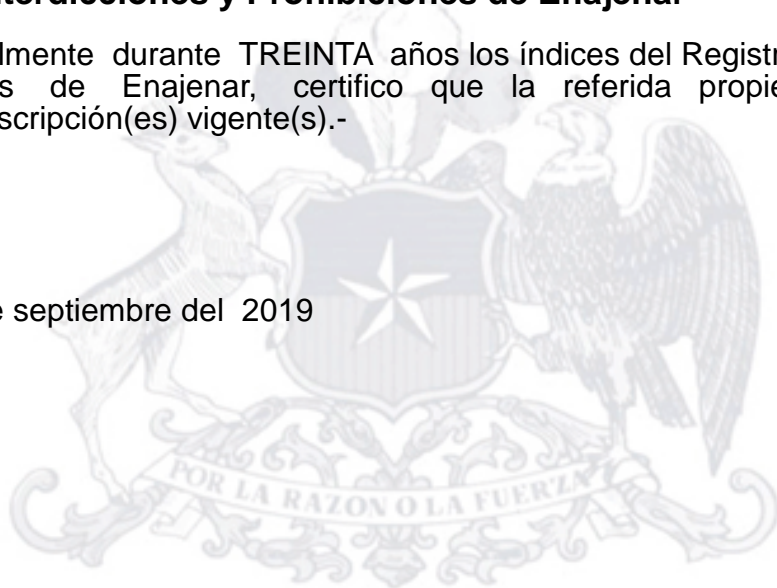 terdicciones y Prohibiciones de Enajenar
lmente durante TREINTA años los índices del Registr
s de Enajenar, certifico que la referida propie
scripción(es) vigente(s).-
e septiembre del 2019
POR LA RAZON O LA FUERZA